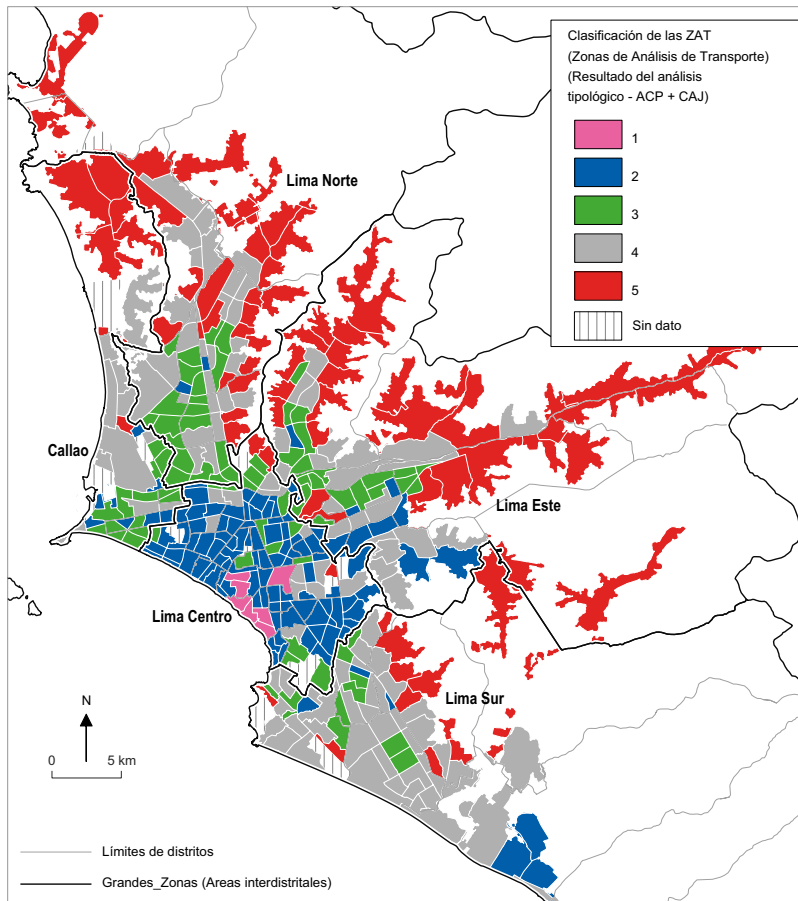 Clasificación de las ZAT
(Zonas de Análisis de Transporte)
(Resultado del análisis
tipológico - ACP + CAJ)
1
2
3
4
5
Sin dato
Lima Norte
Callao
Lima Este
Lima Centro
Lima Sur
N
0 5 km
Límites de distritos
Grandes_Zonas (Areas interdistritales)